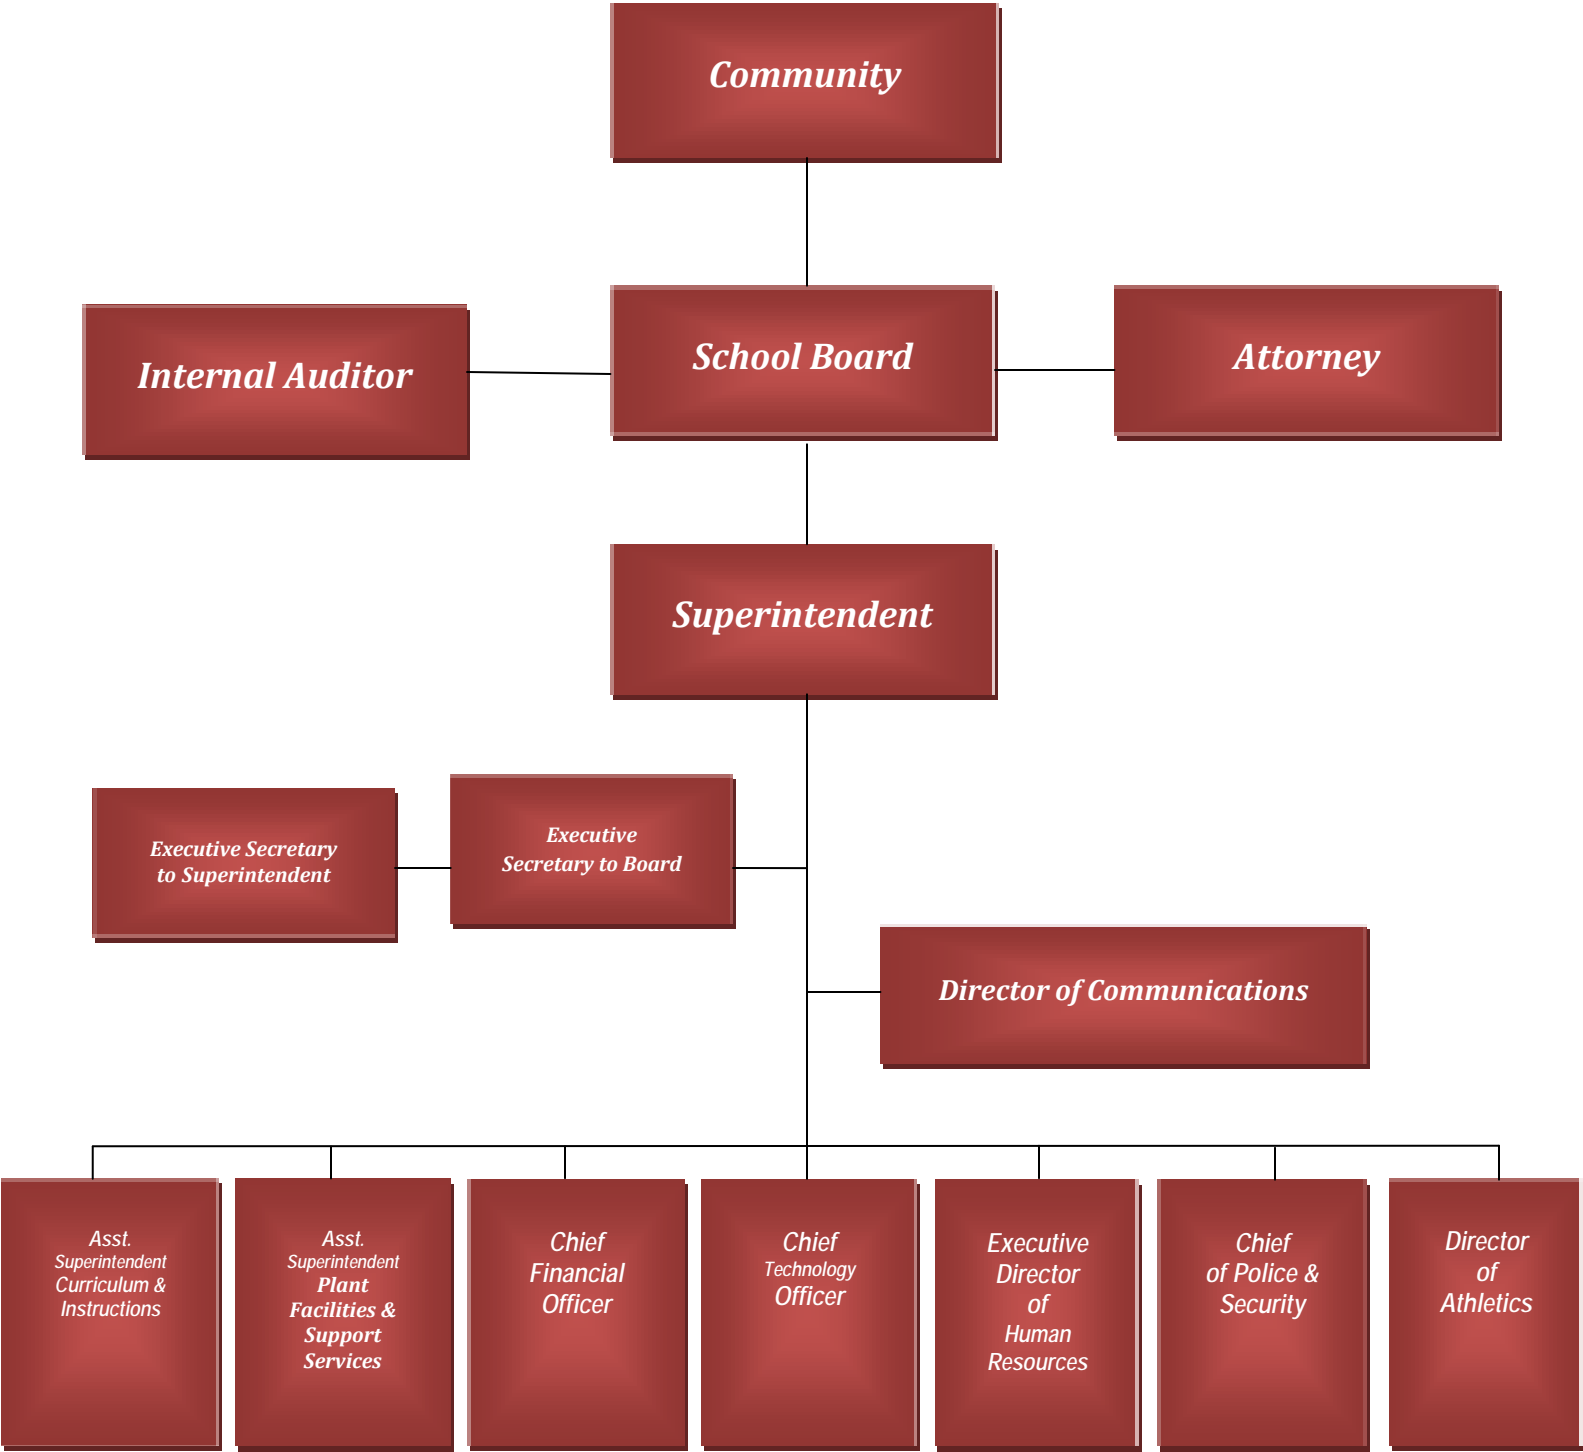 Community
Internal Auditor
School Board
Attorney
Superintendent
Executive Secretary
to Superintendent
Executive
Secretary to Board
Director of Communications
Asst.
Superintendent
Curriculum &
Instructions
Asst.
Superintendent
Plant
Facilities &
Support
Services
Chief
Financial
Officer
Chief
Technology
Officer
Executive
Director
of
Human
Resources
Chief
of Police &
Security
Director
of
Athletics